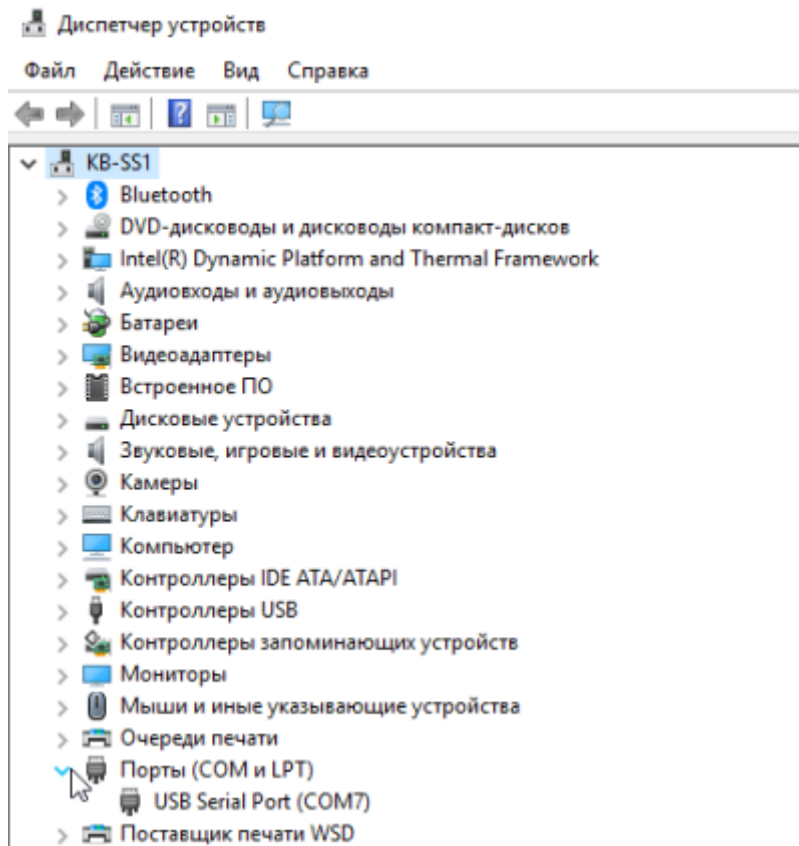 Диспетчер устройств
Файл Действие Вид Справка
KB-SS1
Bluetooth
DVD-дисководы и дисководы компакт-дисков
Intel(R) Dynamic Platform and Thermal Framework
Аудиовходы и аудиовыходы
Батареи
Видеоадаптеры
Встроенное ПО
Дисковые устройства
Звуковые, игровые и видеоустройства
Камеры
Клавиатуры
Компьютер
Контроллеры IDE ATA/ATAPI
Контроллеры USB
Контроллеры запоминающих устройств
Мониторы
Мыши и иные указывающие устройства
Очереди печати
Порты (COM и LPT)
USB Serial Port (COM7)
Поставщик печати WSD